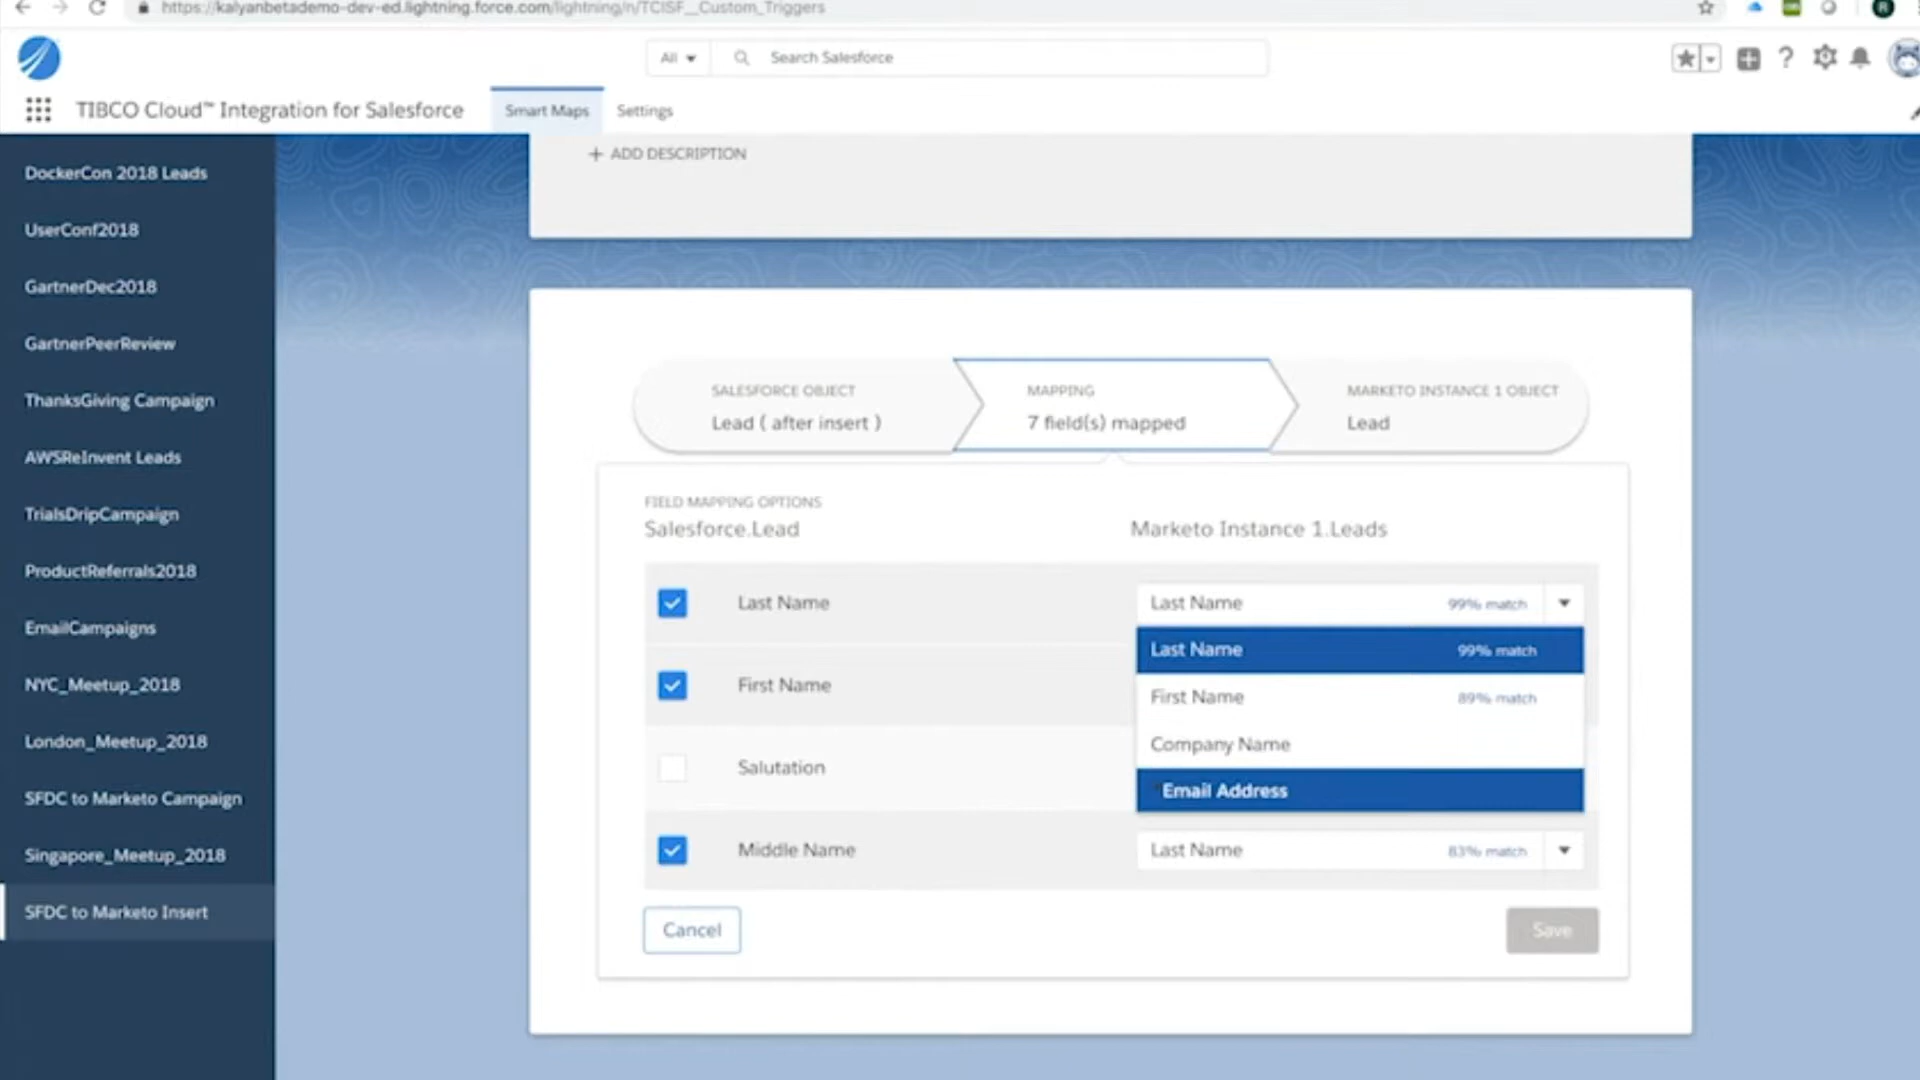 https://kalyanbetademo-dev-ed.lightning.force.com/lightning/n/TCISF__Custom_Triggers
All
Search Salesforce
TIBCO Cloud™ Integration for Salesforce
Smart Maps
Settings
DockerCon 2018 Leads
UserConf2018
GartnerDec2018
GartnerPeerReview
ThanksGiving Campaign
AWSReInvent Leads
TrialsDripCampaign
ProductReferrals2018
EmailCampaigns
NYC_Meetup_2018
London_Meetup_2018
SFDC to Marketo Campaign
Singapore_Meetup_2018
SFDC to Marketo Insert
+ ADD DESCRIPTION
SALESFORCE OBJECT
Lead ( after insert )
MAPPING
7 field(s) mapped
MARKETO INSTANCE 1 OBJECT
Lead
FIELD MAPPING OPTIONS
Salesforce.Lead
Marketo Instance 1.Leads
Last Name
Last Name 99% match
Last Name 99% match
First Name
First Name 89% match
Company Name
Salutation
*Email Address
Middle Name
Last Name 83% match
Cancel
Save